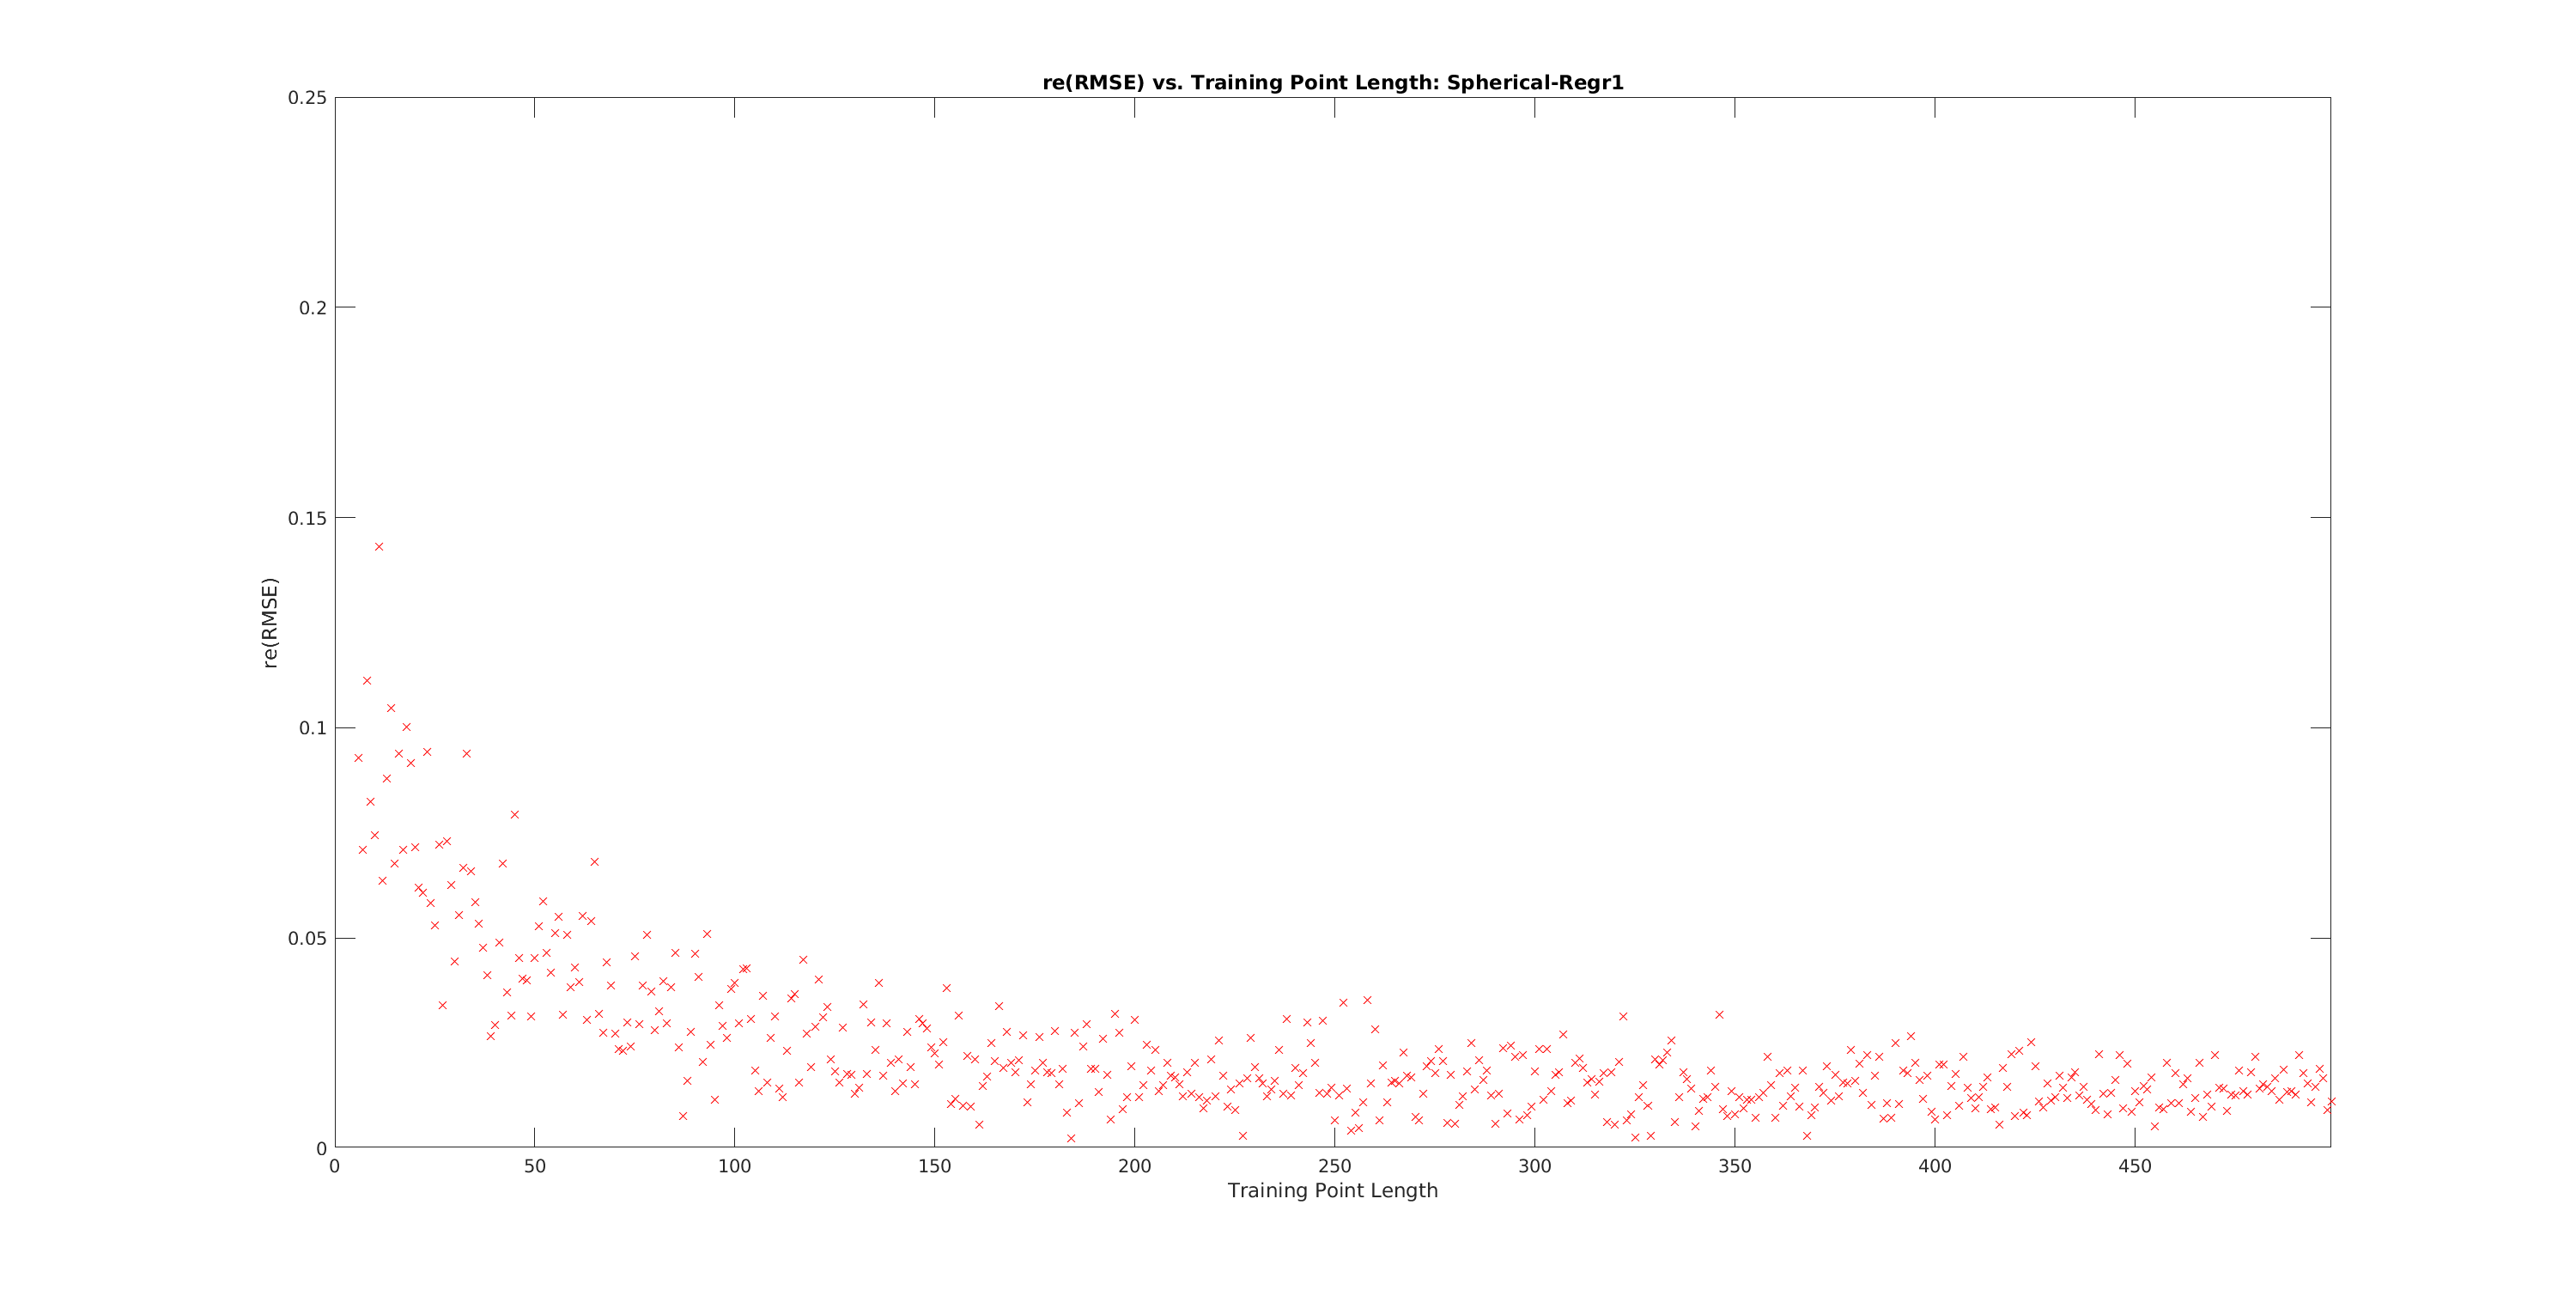 re(RMSE) vs. Training Point Length: Spherical-Regr1
0.25
0.2
0.15
0.1
0.05
0
re(RMSE)
0 50 100 150 200 250 300 350 400 450
Training Point Length